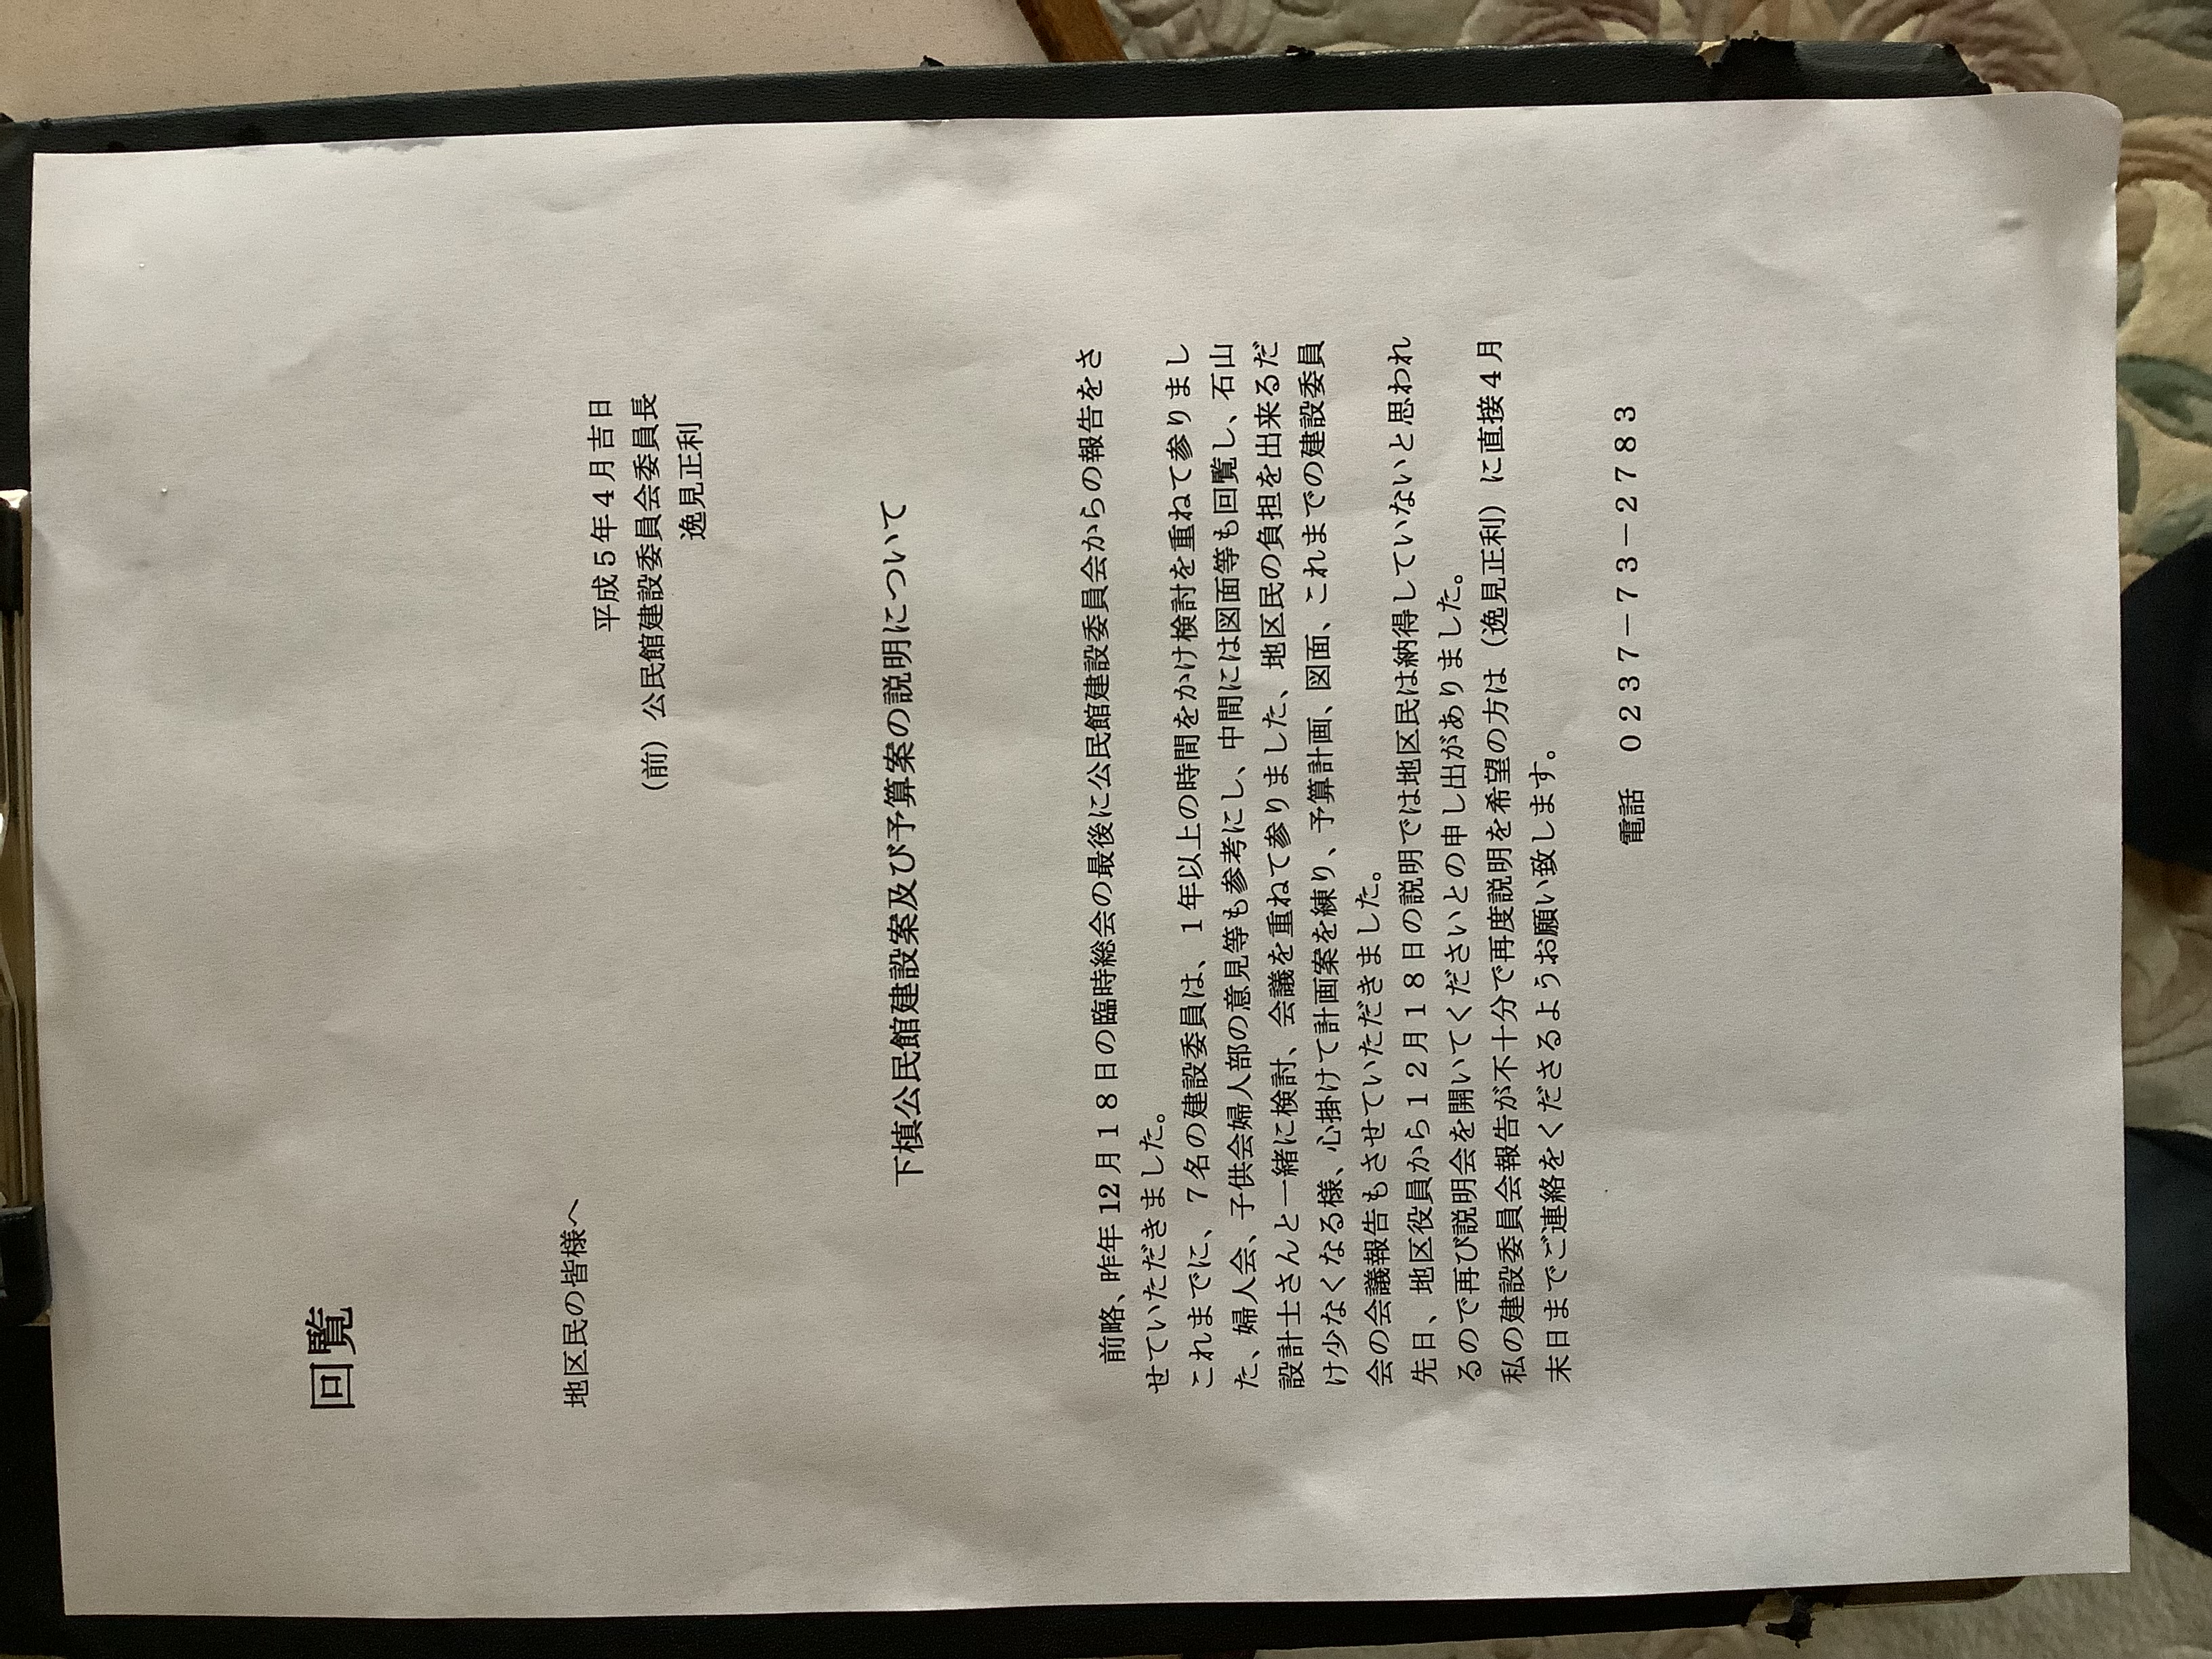 回覧
地区民の皆様へ
平成５年４月吉日
（前）公民館建設委員会委員長
逸見正利
下槙公民館建設案及び予算案の説明について
前略、昨年 12 月１８日の臨時総会の最後に公民館建設委員会からの報告をさ
せていただきました。
これまでに、７名の建設委員は、１年以上の時間をかけ検討を重ねて参りまし
た、婦人会、子供会婦人部の意見等も参考にし、中間には図面等も回覧し、石山
設計士さんと一緒に検討、会議を重ねて参りました、地区民の負担を出来るだ
け少なくなる様、心掛けて計画案を練り、予算計画、図面、これまでの建設委員
会の会議報告もさせていただきました。
先日、地区役員から１２月１８日の説明では地区民は納得していないと思われ
るので再び説明会を開いてくださいとの申し出がありました。
私の建設委員会報告が不十分で再度説明を希望の方は（逸見正利）に直接４月
末日までご連絡をくださるようお願い致します。
電話　０２３７－７３－２７８３